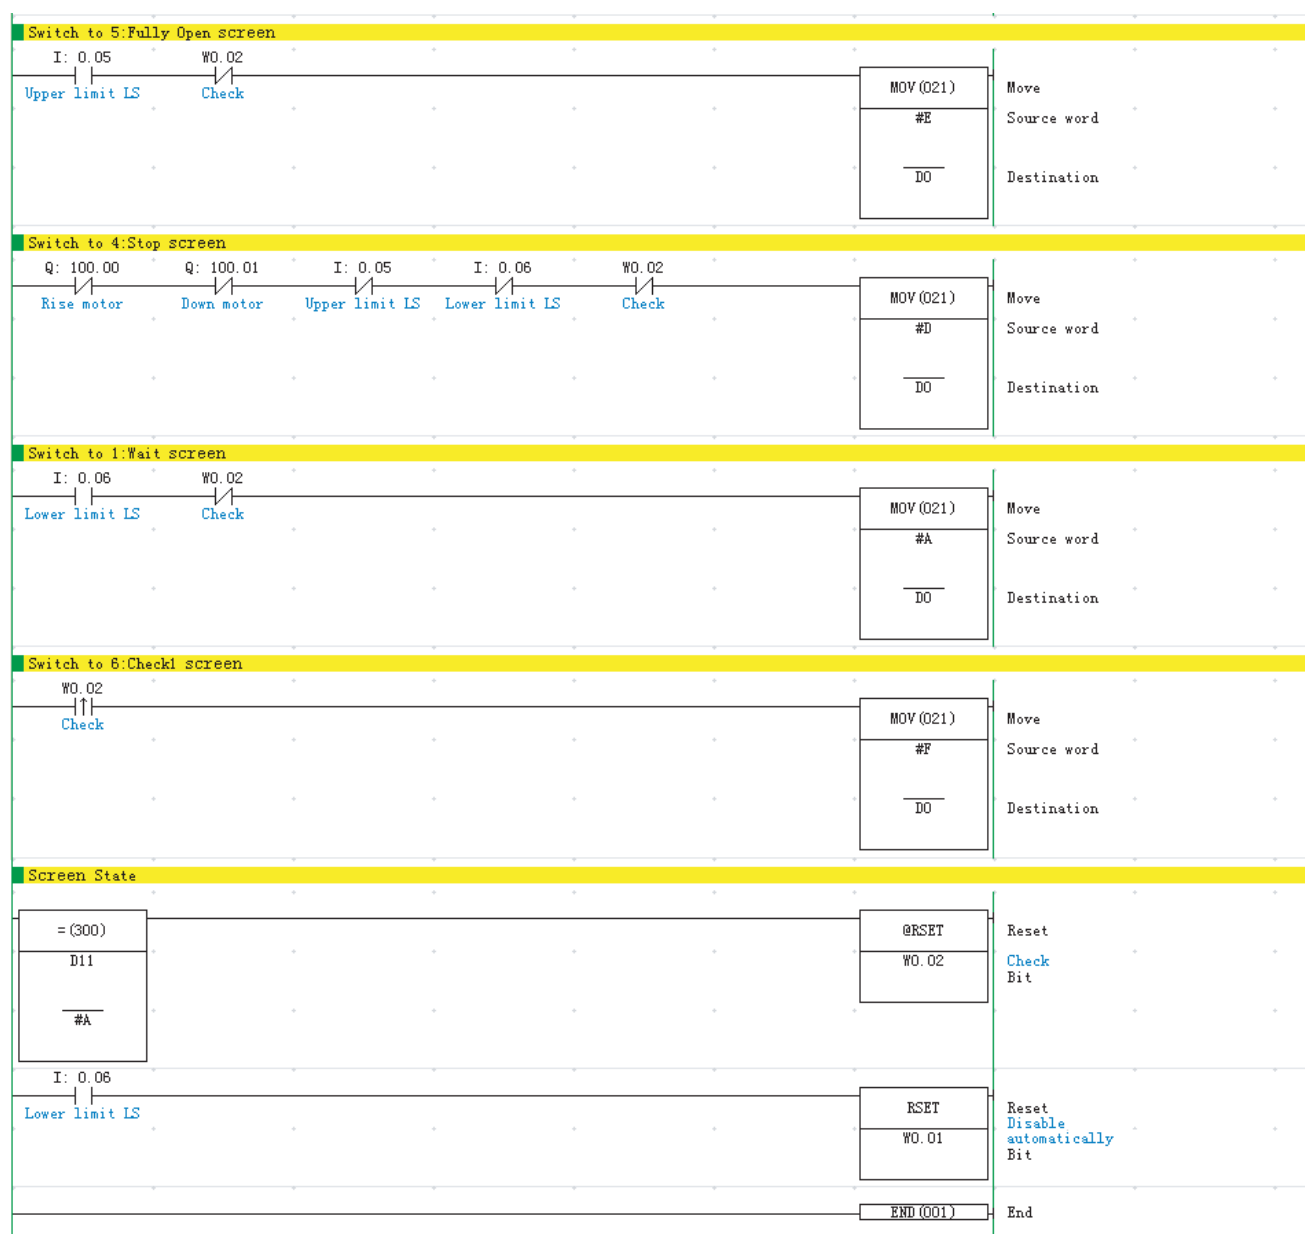 Switch to 5:Fully Open screen
I: 0.05 W0.02
Upper limit LS Check
MOV(021) Move
#E Source word
D0 Destination
Switch to 4:Stop screen
Q: 100.00 Q: 100.01 I: 0.05 I: 0.06 W0.02
Rise motor Down motor Upper limit LS Lower limit LS Check
MOV(021) Move
#D Source word
D0 Destination
Switch to 1:Wait screen
I: 0.06 W0.02
Lower limit LS Check
MOV(021) Move
#A Source word
D0 Destination
Switch to 6:Check1 screen
W0.02
Check
MOV(021) Move
#F Source word
D0 Destination
Screen State
=(300) @RSET Reset
D11 W0.02 Check
Bit
#A
I: 0.06
Lower limit LS
RSET Reset
Disable
W0.01 automatically
Bit
END(001) End